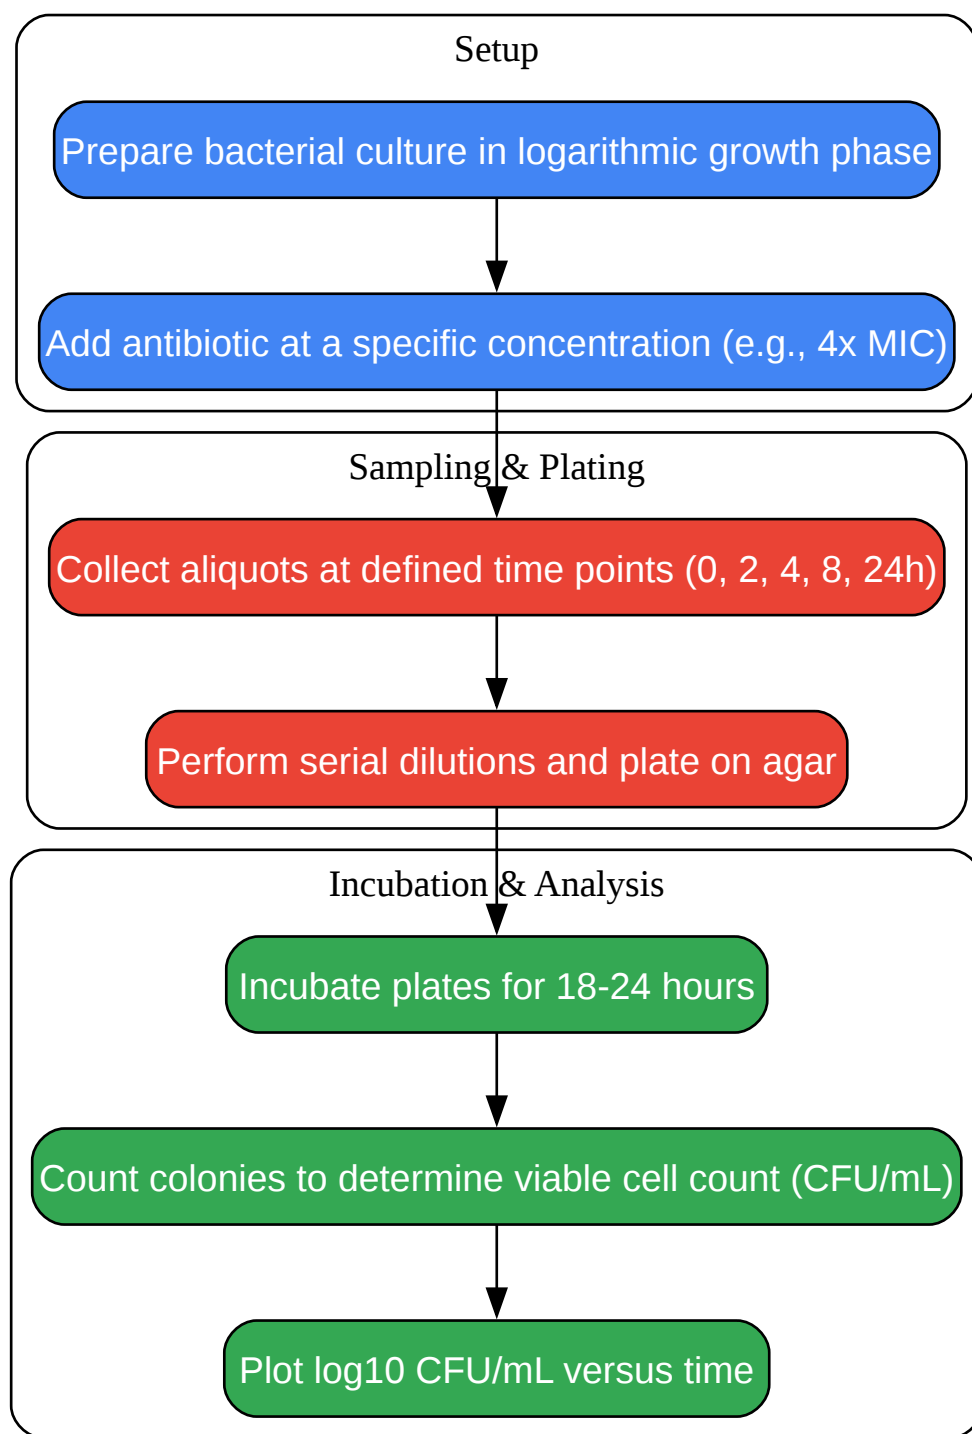 Setup
Prepare bacterial culture in logarithmic growth phase
Add antibiotic at a specific concentration (e.g., 4x MIC)
Sampling & Plating
Collect aliquots at defined time points (0, 2, 4, 8, 24h)
Perform serial dilutions and plate on agar
Incubation & Analysis
Incubate plates for 18-24 hours
Count colonies to determine viable cell count (CFU/mL)
Plot log10 CFU/mL versus time